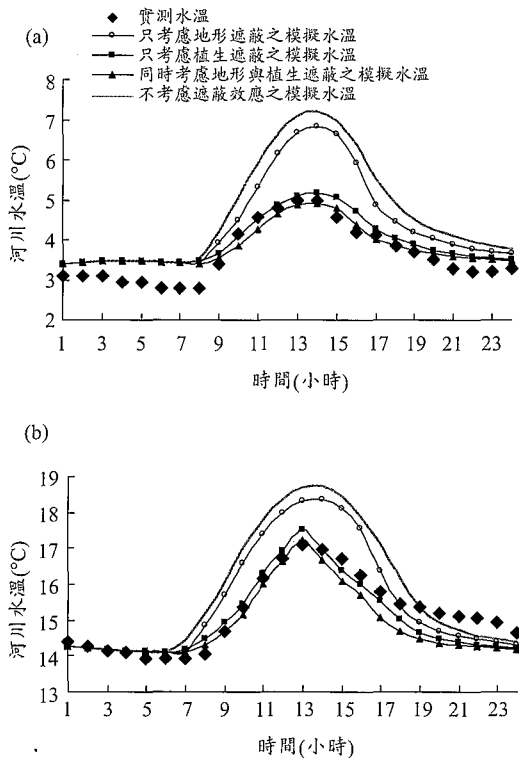 (a)
實測水溫
只考慮地形遮蔽之模擬水溫
只考慮植生遮蔽之模擬水溫
同時考慮地形與植生遮蔽之模擬水溫
不考慮遮蔽效應之模擬水溫
8
7
6
5
4
3
2
河川水溫(°C)
1 3 5 7 9 11 13 15 17 19 21 23
時間(小時)
(b)
19
18
17
16
15
14
13
河川水溫(°C)
1 3 5 7 9 11 13 15 17 19 21 23
時間(小時)